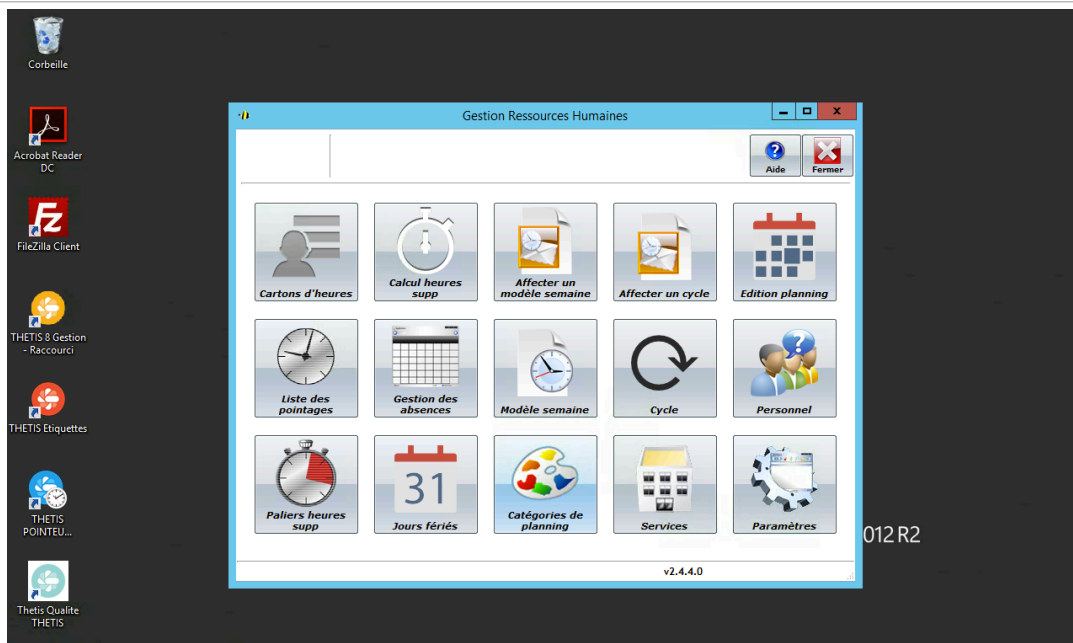 Corbeille
Acrobat Reader
DC
FileZilla Client
THETIS 8 Gestion
- Raccourci
THETIS Etiquettes
THETIS
POINTEU...
Thetis Qualite
THETIS
Gestion Ressources Humaines
Aide
Fermer
Cartons d'heures
Calcul heures
supp
Affecter un
modèle semaine
Affecter un cycle
Edition planning
Liste des
pointages
Gestion des
absences
Modèle semaine
Cycle
Personnel
Paliers heures
supp
31
Jours fériés
Catégories de
planning
Services
Paramètres
v2.4.4.0
012 R2